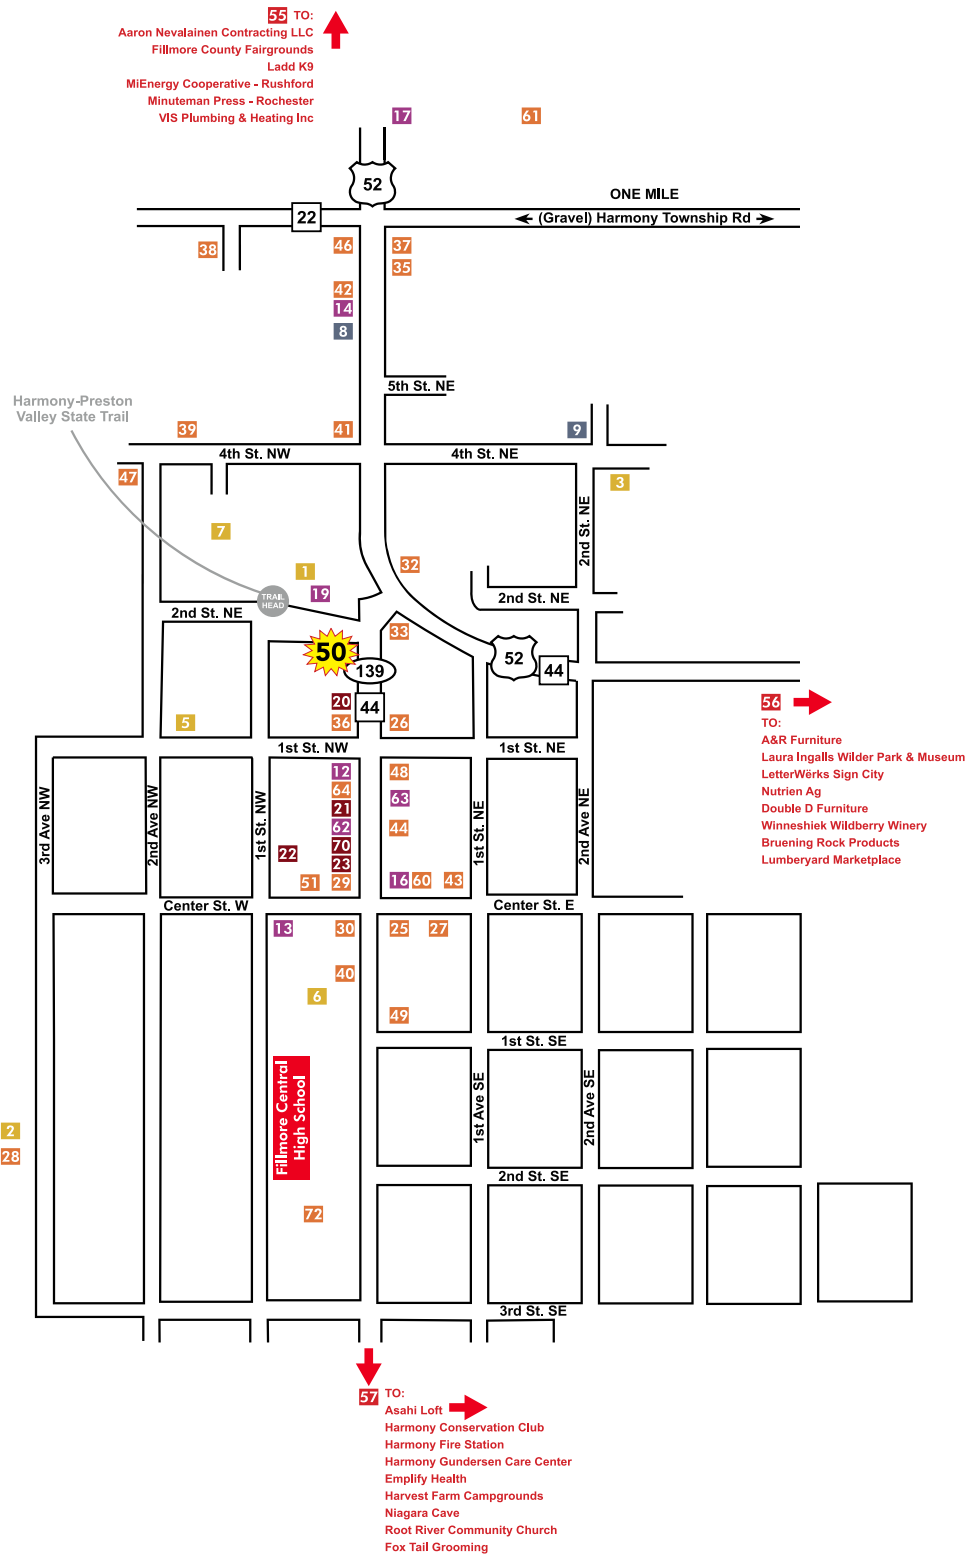 55 TO:
Aaron Nevalainen Contracting LLC
Fillmore County Fairgrounds
Ladd K9
MiEnergy Cooperative - Rushford
Minuteman Press - Rochester
VIS Plumbing & Heating Inc
17
61
52
ONE MILE
22
(Gravel) Harmony Township Rd
38
46
37
35
42
14
8
5th St. NE
Harmony-Preston
Valley State Trail
39
41
9
4th St. NW
4th St. NE
47
3
2nd St. NE
7
32
1
19
TRAIL
HEAD
2nd St. NE
2nd St. NE
33
50
139
52
44
20
44
5
36
26
56
TO:
A&R Furniture
Laura Ingalls Wilder Park & Museum
LetterWërks Sign City
Nutrien Ag
Double D Furniture
Winneshiek Wildberry Winery
Bruening Rock Products
Lumberyard Marketplace
1st St. NW
1st St. NE
3rd Ave NW
2nd Ave NW
1st St. NW
1st St. NE
2nd Ave NE
12
48
64
63
21
62
44
70
22
23
51
29
16
60
43
Center St. W
Center St. E
13
30
25
27
40
6
49
1st St. SE
Fillmore Central
High School
1st Ave SE
2nd Ave SE
2
28
2nd St. SE
72
3rd St. SE
57 TO:
Asahi Loft
Harmony Conservation Club
Harmony Fire Station
Harmony Gundersen Care Center
Emplify Health
Harvest Farm Campgrounds
Niagara Cave
Root River Community Church
Fox Tail Grooming